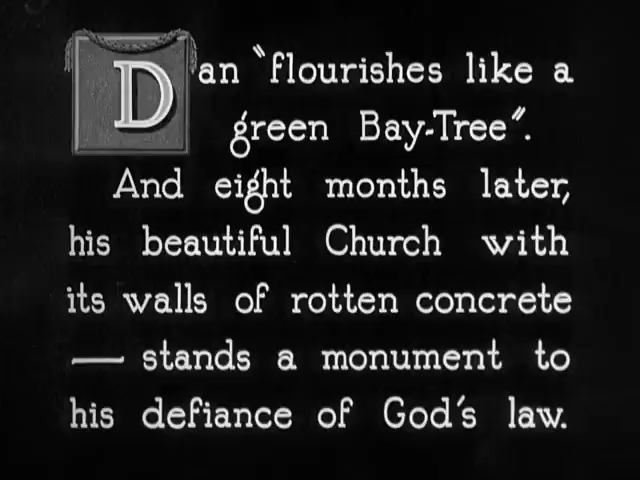 Dan "flourishes like a
green Bay-Tree".
And eight months later,
his beautiful Church with
its walls of rotten concrete
— stands a monument to
his defiance of God's law.